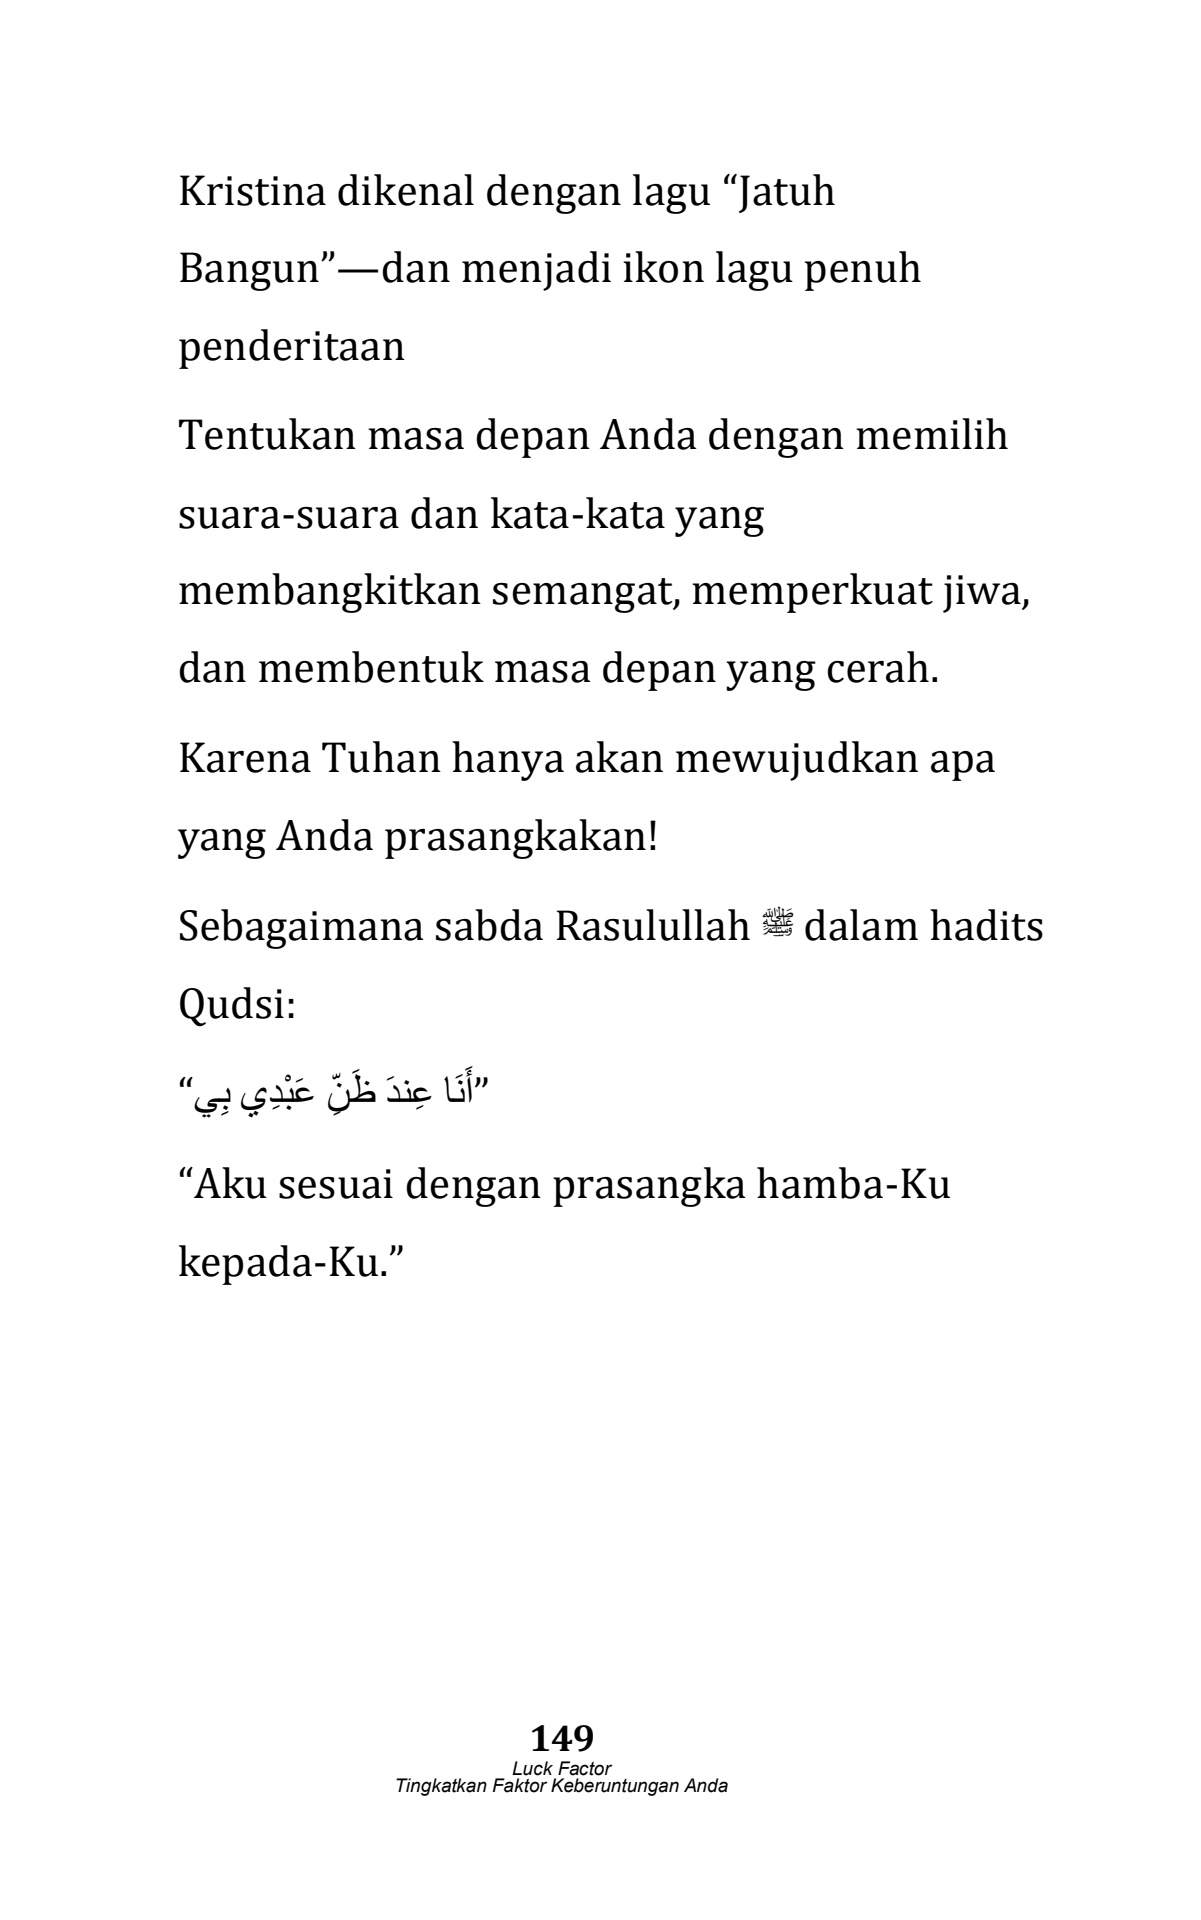 Kristina dikenal dengan lagu “Jatuh
Bangun”—dan menjadi ikon lagu penuh
penderitaan
Tentukan masa depan Anda dengan memilih
suara-suara dan kata-kata yang
membangkitkan semangat, memperkuat jiwa,
dan membentuk masa depan yang cerah.
Karena Tuhan hanya akan mewujudkan apa
yang Anda prasangkakan!
Sebagaimana sabda Rasulullah ﷺ dalam hadits
Qudsi:
“أَنَا عِندَ ظَنِّ عَبْدِي بِي”
“Aku sesuai dengan prasangka hamba-Ku
kepada-Ku.”
149
Luck Factor
Tingkatkan Faktor Keberuntungan Anda